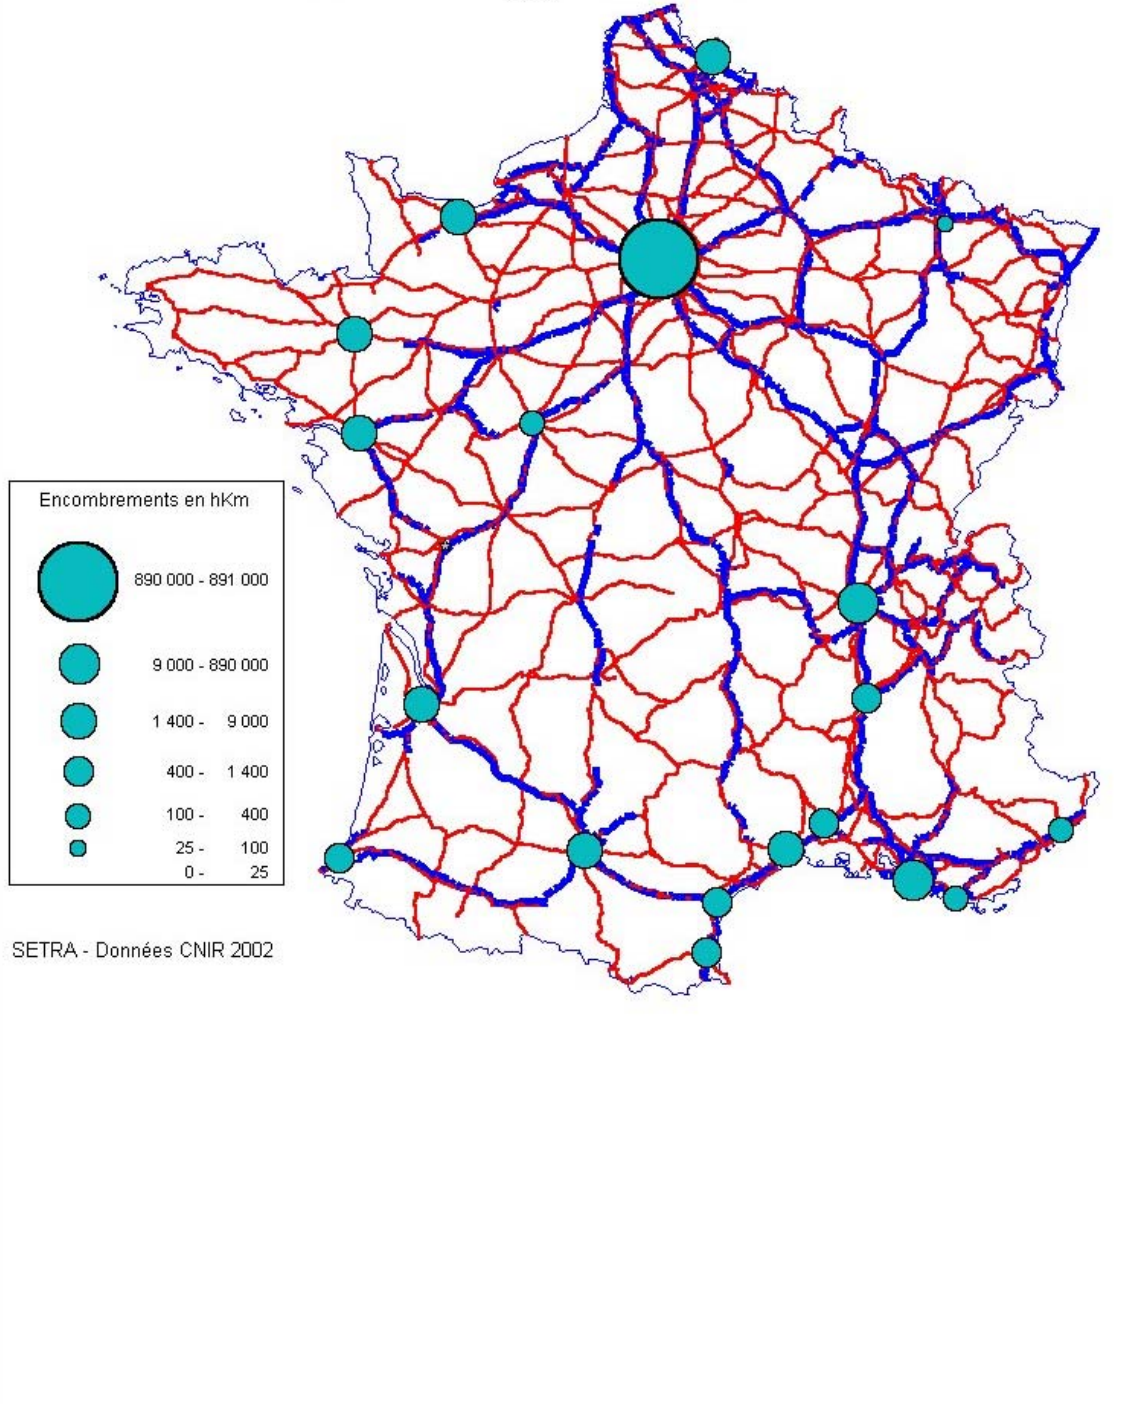 Encombrements en hKm
890 000 - 891 000
9 000 - 890 000
1 400 - 9 000
400 - 1 400
100 - 400
25 - 100
0 - 25
SETRA - Données CNIR 2002